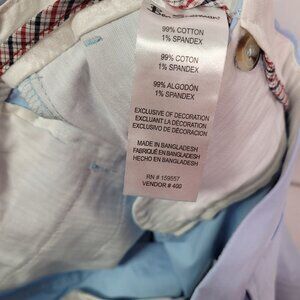 99% COTTON
1% SPANDEX
99% COTON
1% SPANDEX
99% ALGODÓN
1% SPANDEX
EXCLUSIVE OF DECORATION
EXCLUANT LA DÉCORATION
EXCLUSIVO DE DECORACIÓN
MADE IN BANGLADESH
FABRIQUÉ EN BANGLADESH
HECHO EN BANGLADESH
RN # 159557
VENDOR # 400